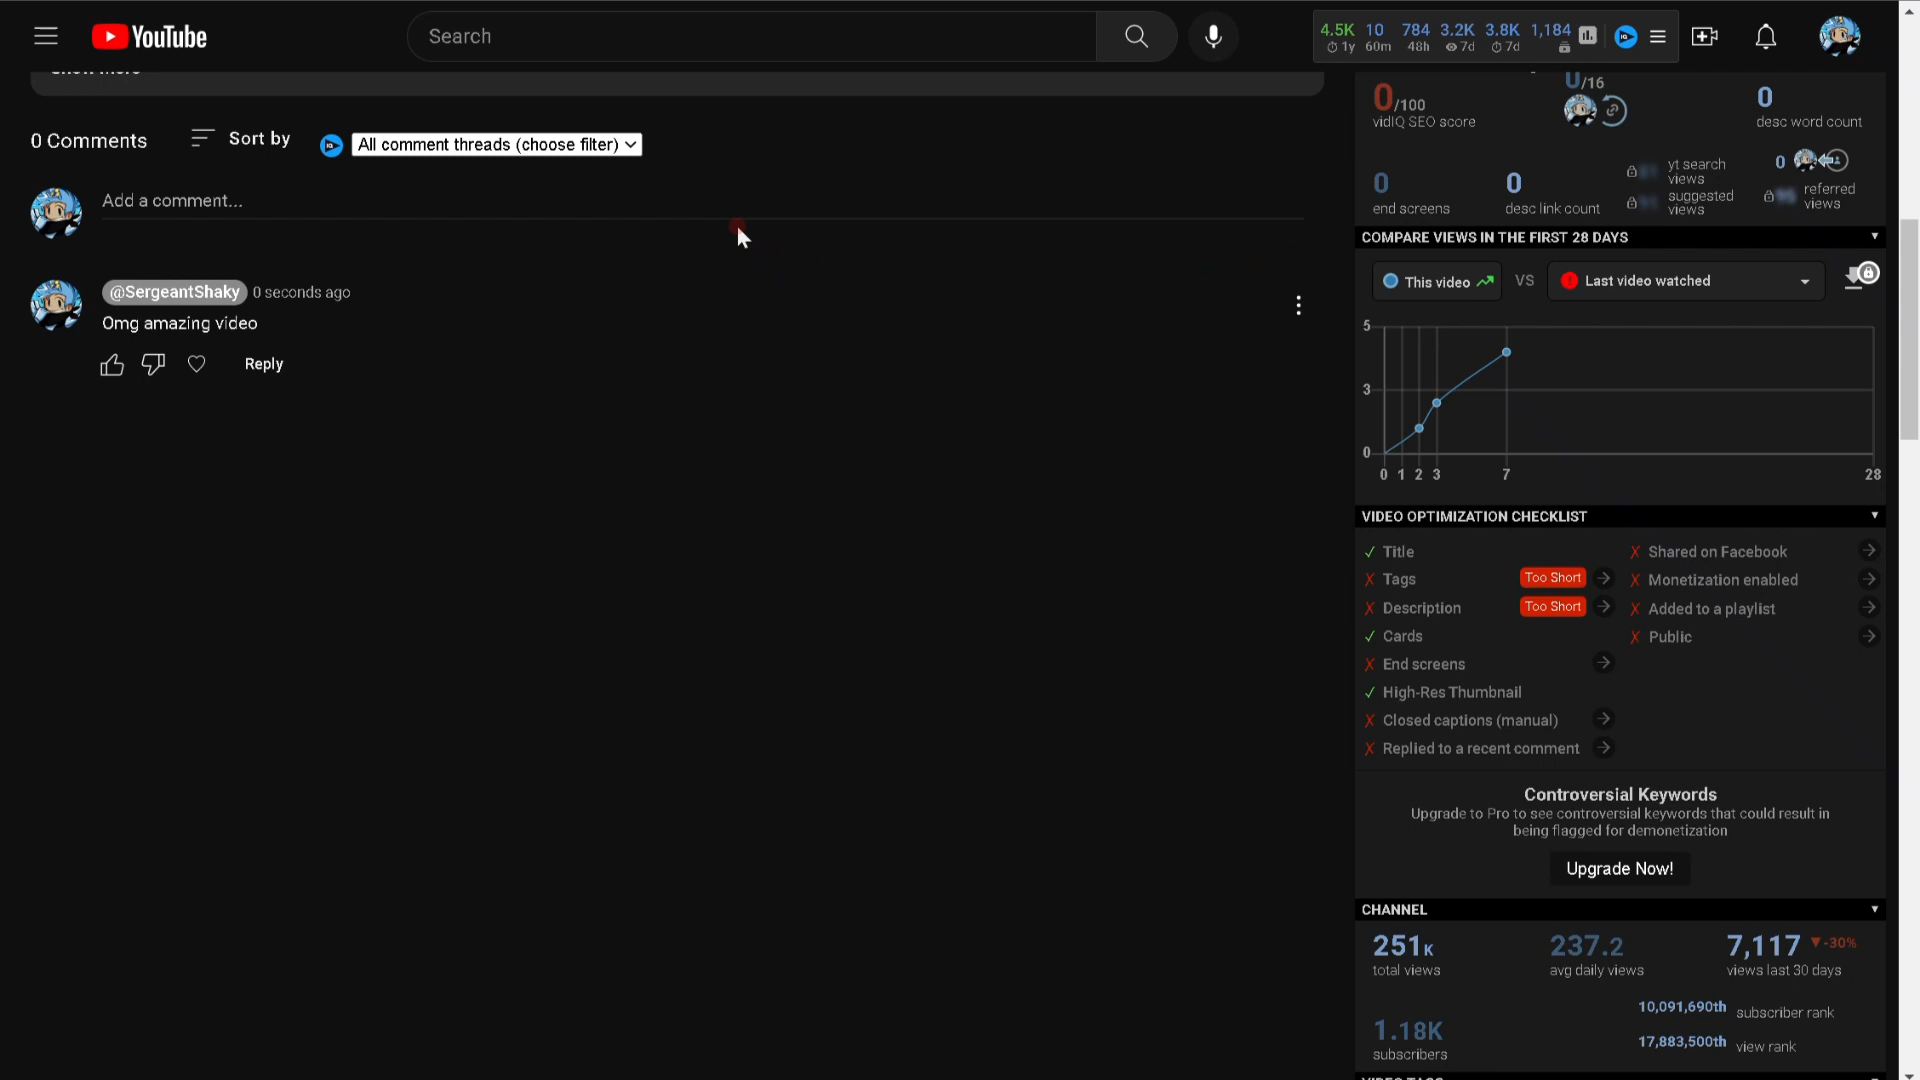 YouTube
Search
4.5K 10 784 3.2K 3.8K 1,184
1y 60m 48h 7d 7d
0 Comments
Sort by
All comment threads (choose filter)
Add a comment...
@SergeantShaky 0 seconds ago
Omg amazing video
Reply
0/100
vidIQ SEO score
0/16
0
desc word count
0
end screens
0
desc link count
yt search views
suggested views
0
referred views
COMPARE VIEWS IN THE FIRST 28 DAYS
This video VS Last video watched
5
3
0
0 1 2 3 7 28
VIDEO OPTIMIZATION CHECKLIST
Title
Tags Too Short
Description Too Short
Cards
End screens
High-Res Thumbnail
Closed captions (manual)
Replied to a recent comment
Shared on Facebook
Monetization enabled
Added to a playlist
Public
Controversial Keywords
Upgrade to Pro to see controversial keywords that could result in
being flagged for demonetization
Upgrade Now!
CHANNEL
251K
total views
237.2
avg daily views
7,117 -30%
views last 30 days
1.18K
subscribers
10,091,690th subscriber rank
17,883,500th view rank